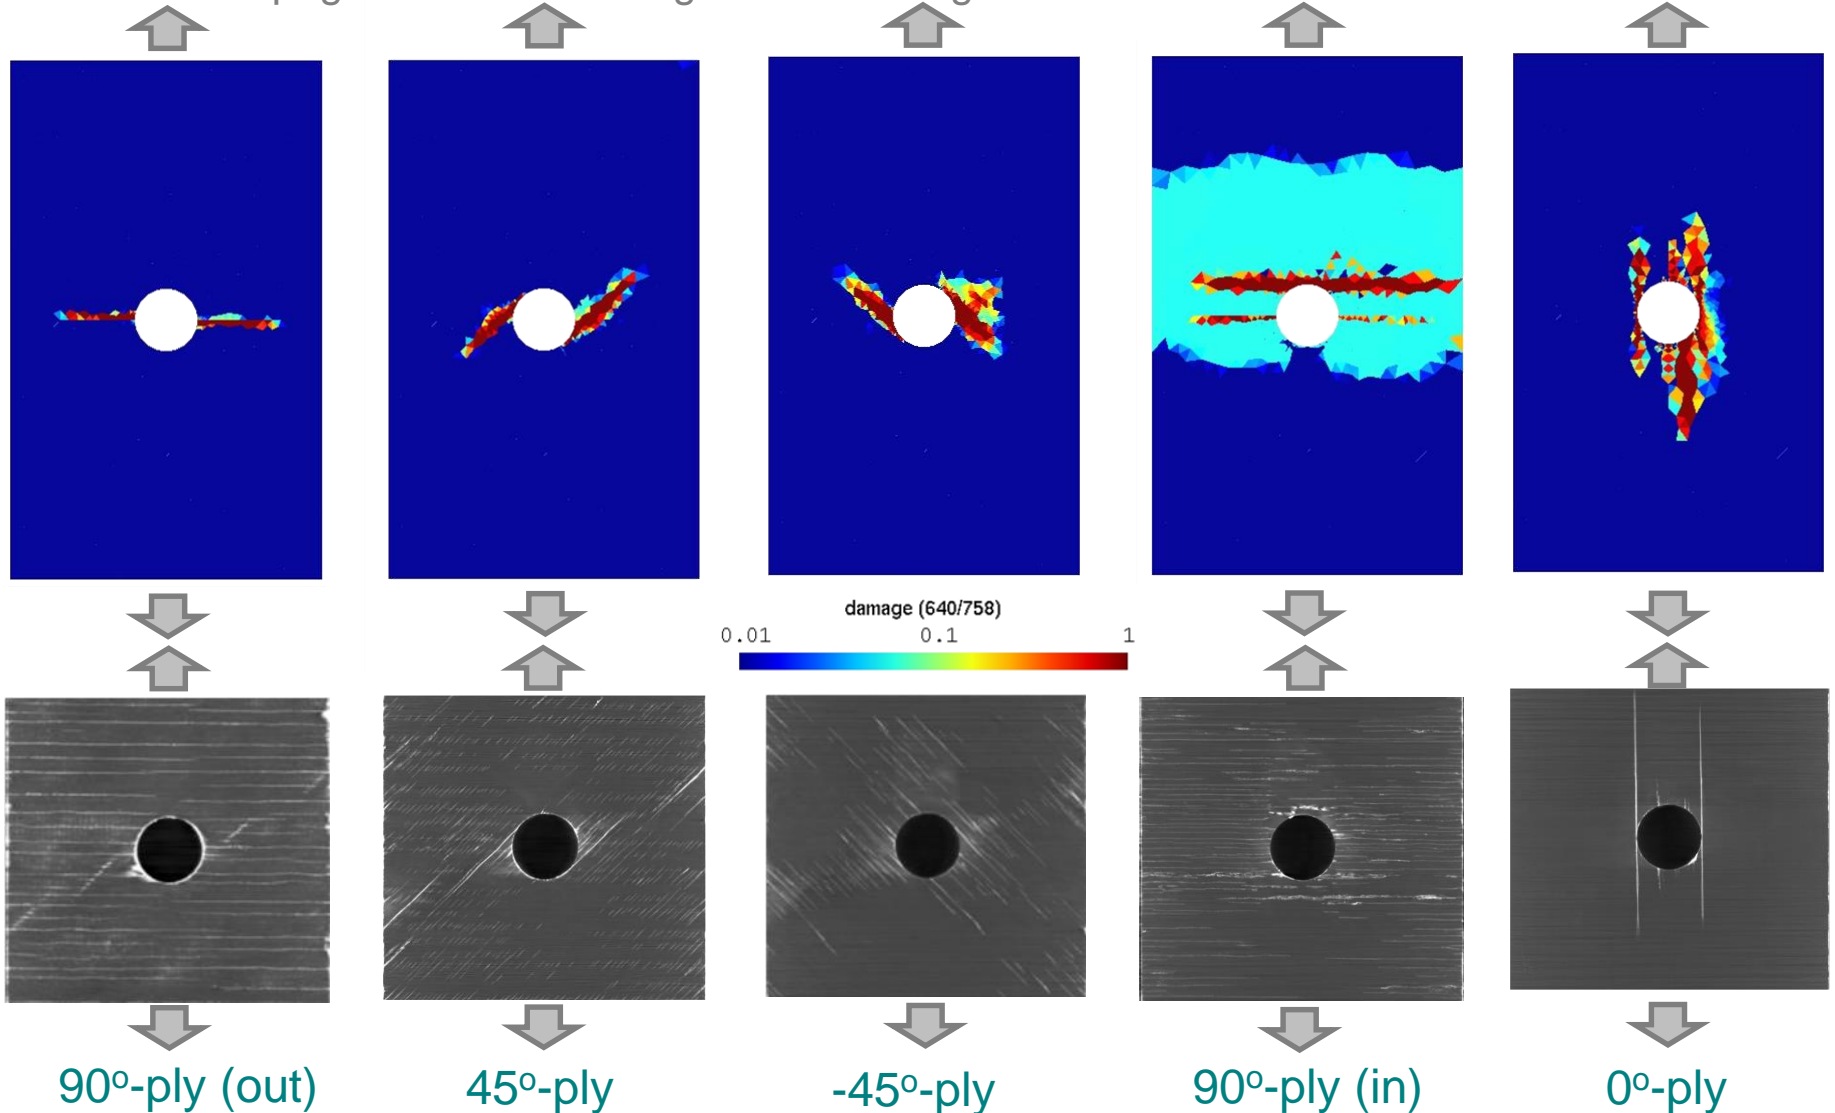 damage (640/758)
0.01 0.1 1
90º-ply (out) 45º-ply -45º-ply 90º-ply (in) 0º-ply